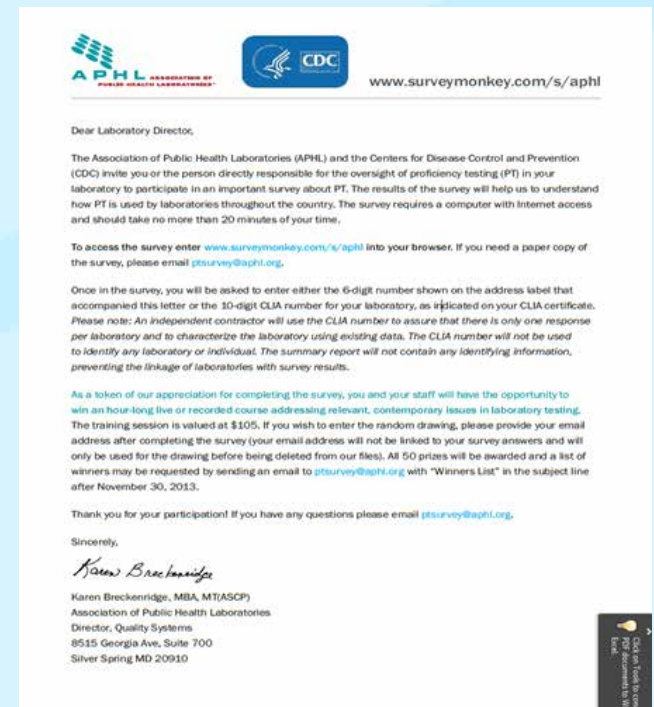 APHL ASSOCIATION OF
PUBLIC HEALTH LABORATORIES
CDC
www.surveymonkey.com/s/aphl
Dear Laboratory Director,
The Association of Public Health Laboratories (APHL) and the Centers for Disease Control and Prevention
(CDC) invite you or the person directly responsible for the oversight of proficiency testing (PT) in your
laboratory to participate in an important survey about PT. The results of the survey will help us to understand
how PT is used by laboratories throughout the country. The survey requires a computer with Internet access
and should take no more than 20 minutes of your time.
To access the survey enter www.surveymonkey.com/s/aphl into your browser. If you need a paper copy of
the survey, please email ptsurvey@aphl.org.
Once in the survey, you will be asked to enter either the 6-digit number shown on the address label that
accompanied this letter or the 10-digit CLIA number for your laboratory, as indicated on your CLIA certificate.
Please note: An independent contractor will use the CLIA number to assure that there is only one response
per laboratory and to characterize the laboratory using existing data. The CLIA number will not be used
to identify any laboratory or individual. The summary report will not contain any identifying information,
preventing the linkage of laboratories with survey results.
As a token of our appreciation for completing the survey, you and your staff will have the opportunity to
win an hour-long live or recorded course addressing relevant, contemporary issues in laboratory testing.
The training session is valued at $105. If you wish to enter the random drawing, please provide your email
address after completing the survey (your email address will not be linked to your survey answers and will
only be used for the drawing before being deleted from our files). All 50 prizes will be awarded and a list of
winners may be requested by sending an email to ptsurvey@aphl.org with "Winners List" in the subject line
after November 30, 2013.
Thank you for your participation! If you have any questions please email ptsurvey@aphl.org.
Sincerely,
Karen Breckenridge
Karen Breckenridge, MBA, MT(ASCP)
Association of Public Health Laboratories
Director, Quality Systems
8515 Georgia Ave, Suite 700
Silver Spring MD 20910
Click on Tools to
PDF documents to
Excel.